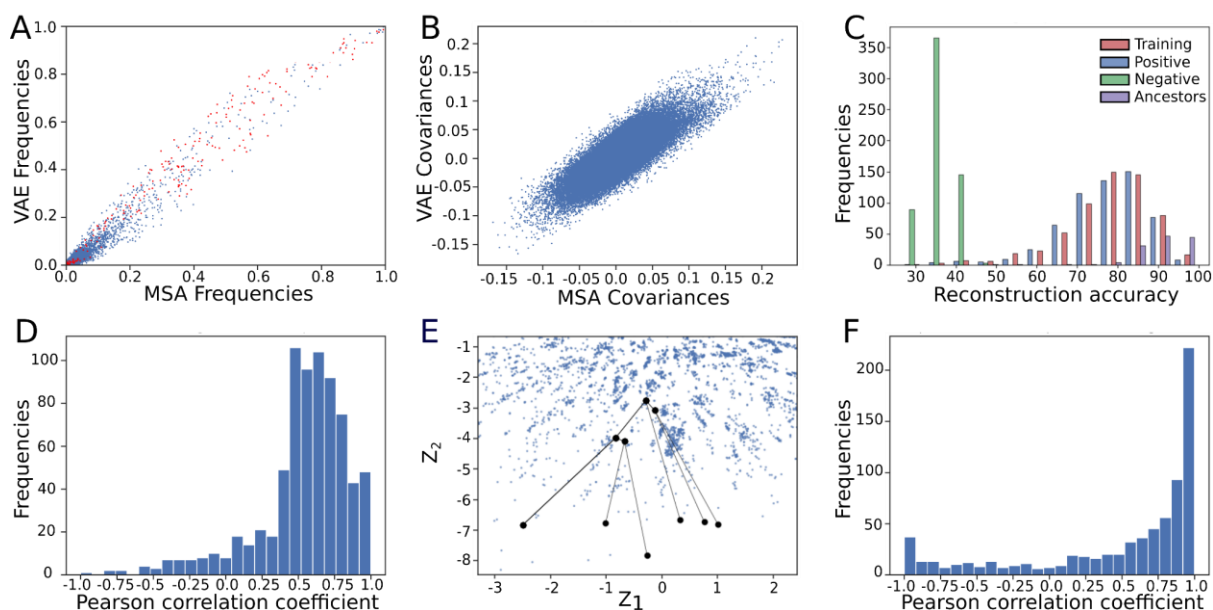 A
VAE Frequencies
1.0
0.8
0.6
0.4
0.2
0.0
0.0 0.2 0.4 0.6 0.8 1.0
MSA Frequencies
B
VAE Covariances
0.2
0.15
0.1
0.05
0.0
-0.05
-0.1
-0.15
-0.15 -0.1 -0.05 0.0 0.05 0.1 0.15 0.2
MSA Covariances
C
Frequencies
350
300
250
200
150
100
50
0
30 40 50 60 70 80 90 100
Reconstruction accuracy
Training
Positive
Negative
Ancestors
D
Frequencies
100
80
60
40
20
0
-1.0 -0.75 -0.5 -0.25 0.0 0.25 0.5 0.75 1.0
Pearson correlation coefficient
E
Z2
-1
-2
-3
-4
-5
-6
-7
-8
-3 -2 -1 0 1 2
Z1
F
Frequencies
200
150
100
50
0
-1.0 -0.75 -0.5 -0.25 0.0 0.25 0.5 0.75 1.0
Pearson correlation coefficient